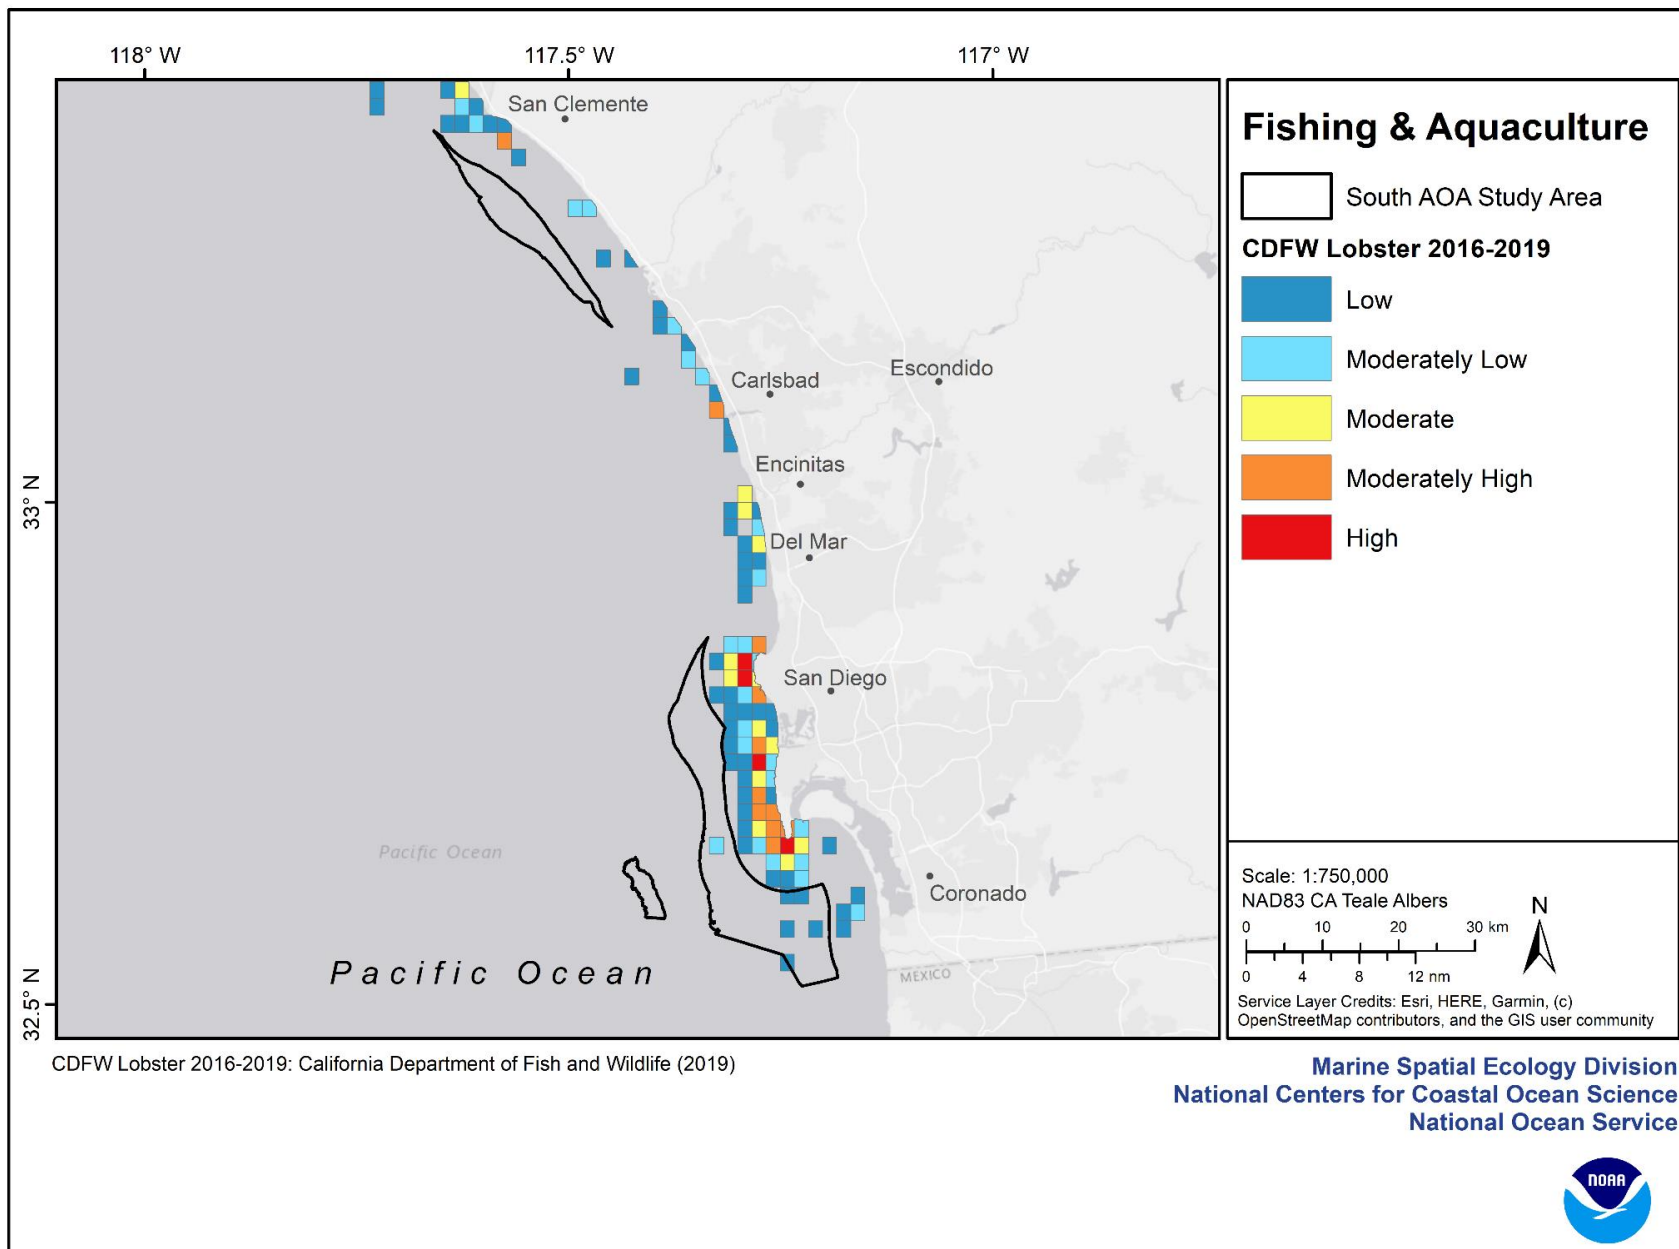 118° W
117.5° W
117° W
San Clemente
Carlsbad
Escondido
Encinitas
33° N
Del Mar
San Diego
Pacific Ocean
Coronado
Pacific Ocean
MEXICO
32.5° N
Fishing & Aquaculture
South AOA Study Area
CDFW Lobster 2016-2019
Low
Moderately Low
Moderate
Moderately High
High
Scale: 1:750,000
NAD83 CA Teale Albers
0 10 20 30 km
0 4 8 12 nm
N
Service Layer Credits: Esri, HERE, Garmin, (c)
OpenStreetMap contributors, and the GIS user community
CDFW Lobster 2016-2019: California Department of Fish and Wildlife (2019)
Marine Spatial Ecology Division
National Centers for Coastal Ocean Science
National Ocean Service
NOAA